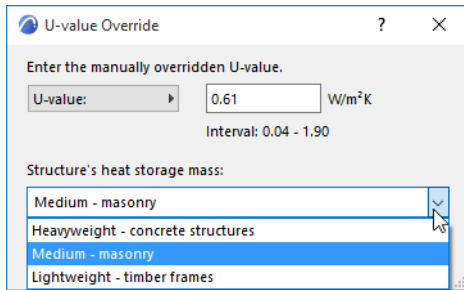 U-value Override
?
Enter the manually overridden U-value.
U-value: 0.61 W/m²K
Interval: 0.04 - 1.90
Structure's heat storage mass:
Medium - masonry
Heavyweight - concrete structures
Medium - masonry
Lightweight - timber frames